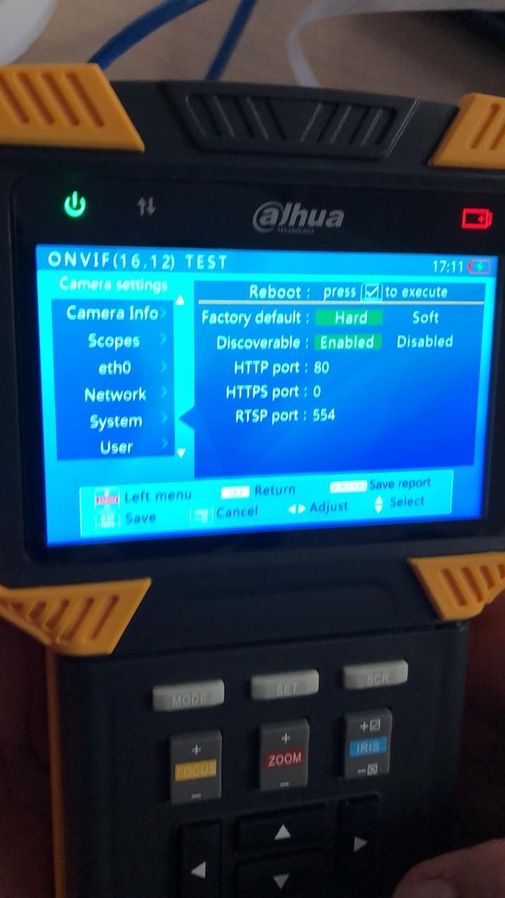 alhua
TECHNOLOGY
ONVIF(16.12) TEST
17:11
Camera settings
Camera Info
Scopes
eth0
Network
System
User
Reboot : press to execute
Factory default : Hard Soft
Discoverable : Enabled Disabled
HTTP port : 80
HTTPS port : 0
RTSP port : 554
Left menu
Return
Save report
Save
Cancel
Adjust
Select
MODE
SET
SCR
+
FOCUS
-
+
ZOOM
-
+
IRIS
-